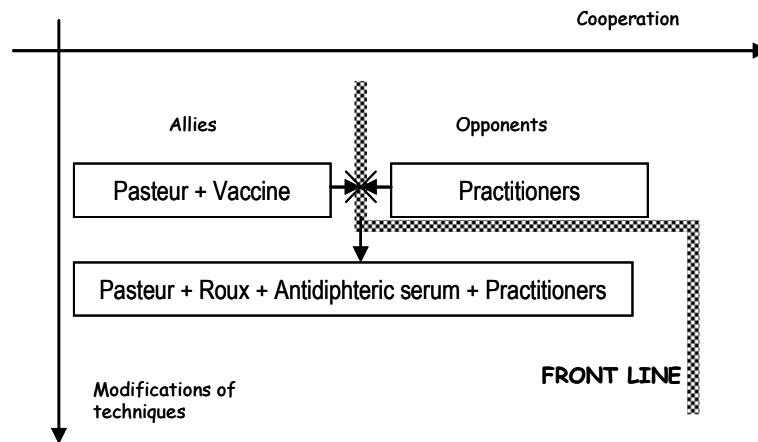 Cooperation
Allies
Opponents
Pasteur + Vaccine
Practitioners
Pasteur + Roux + Antidiphteric serum + Practitioners
FRONT LINE
Modifications of
techniques